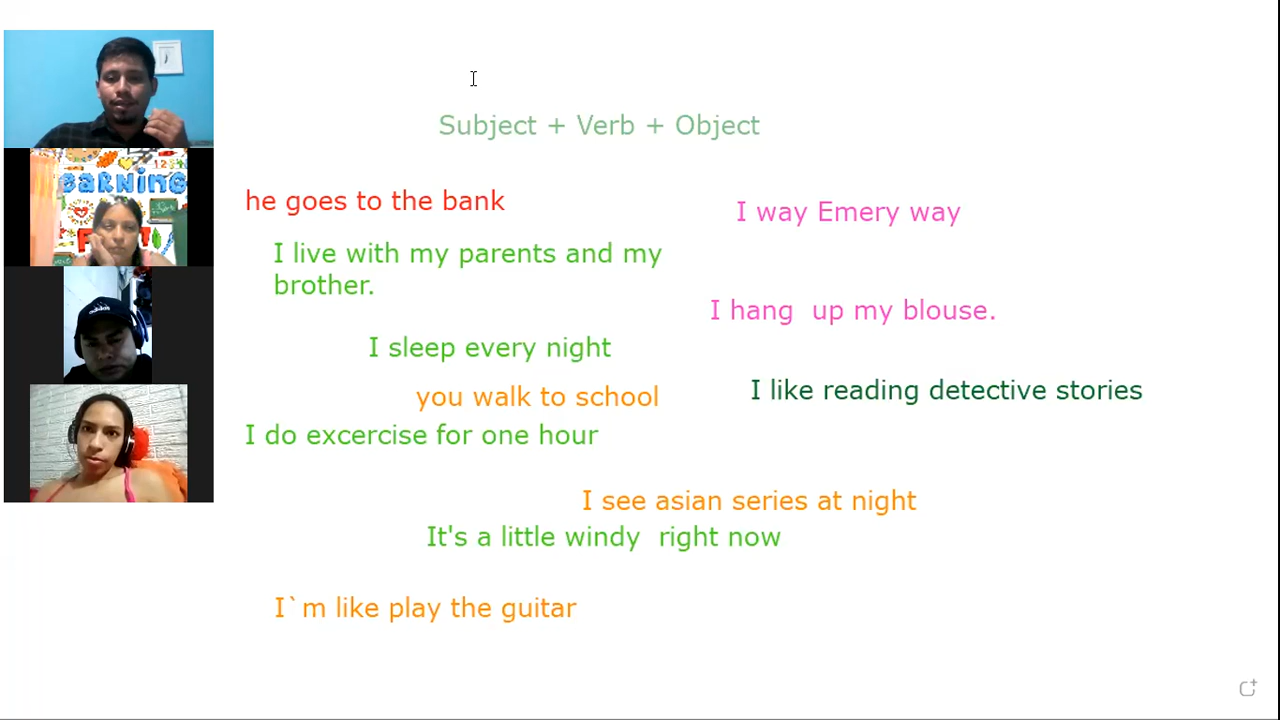 Subject + Verb + Object
he goes to the bank
I way Emery way
I live with my parents and my
brother.
I hang up my blouse.
I sleep every night
you walk to school
I like reading detective stories
I do excercise for one hour
I see asian series at night
It's a little windy right now
I`m like play the guitar
EARNING
adidas